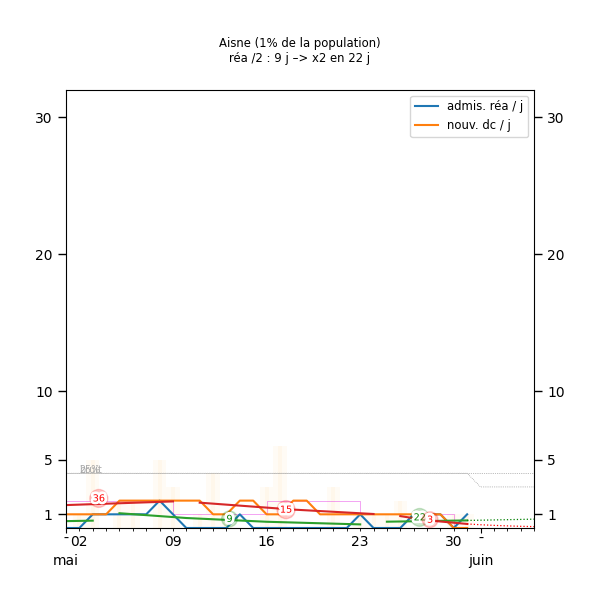 Aisne (1% de la population)
réa /2 : 9 j –> x2 en 22 j
admis. réa / j
nouv. dc / j
30 30
20 20
10 10
5 5
25%
36
15
9
22
3
1 1
02 09 16 23 30
mai juin